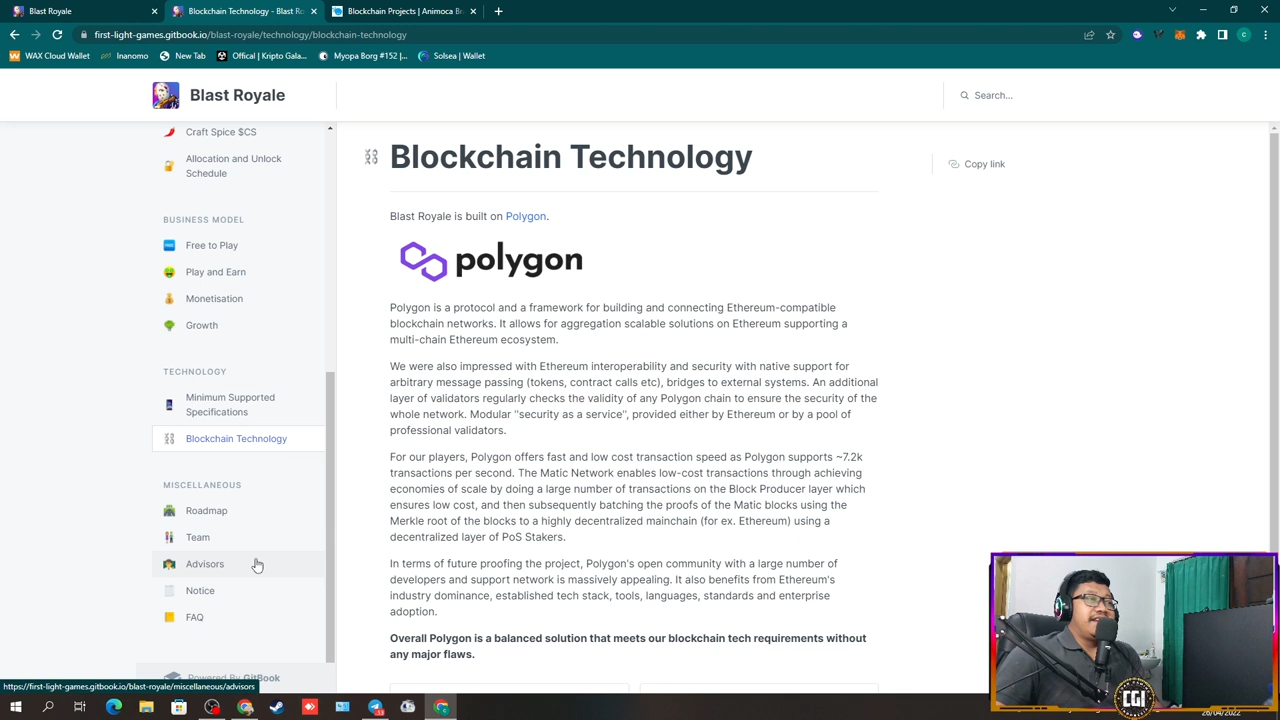 Blast Royale
Blockchain Technology - Blast Ro
Blockchain Projects | Animoca Br
first-light-games.gitbook.io/blast-royale/technology/blockchain-technology
WAX Cloud Wallet
Inanomo
New Tab
Offical | Kripto Gala...
Myopa Borg #152 |...
Solsea | Wallet
Blast Royale
Search...
Craft Spice $CS
Allocation and Unlock
Schedule
BUSINESS MODEL
Free to Play
Play and Earn
Monetisation
Growth
TECHNOLOGY
Minimum Supported
Specifications
Blockchain Technology
MISCELLANEOUS
Roadmap
Team
Advisors
Notice
FAQ
Powered By GitBook
https://first-light-games.gitbook.io/blast-royale/miscellaneous/advisors
Blockchain Technology
Copy link
Blast Royale is built on Polygon.
polygon
Polygon is a protocol and a framework for building and connecting Ethereum-compatible
blockchain networks. It allows for aggregation scalable solutions on Ethereum supporting a
multi-chain Ethereum ecosystem.
We were also impressed with Ethereum interoperability and security with native support for
arbitrary message passing (tokens, contract calls etc), bridges to external systems. An additional
layer of validators regularly checks the validity of any Polygon chain to ensure the security of the
whole network. Modular "security as a service", provided either by Ethereum or by a pool of
professional validators.
For our players, Polygon offers fast and low cost transaction speed as Polygon supports ~7.2k
transactions per second. The Matic Network enables low-cost transactions through achieving
economies of scale by doing a large number of transactions on the Block Producer layer which
ensures low cost, and then subsequently batching the proofs of the Matic blocks using the
Merkle root of the blocks to a highly decentralized mainchain (for ex. Ethereum) using a
decentralized layer of PoS Stakers.
In terms of future proofing the project, Polygon's open community with a large number of
developers and support network is massively appealing. It also benefits from Ethereum's
industry dominance, established tech stack, tools, languages, standards and enterprise
adoption.
Overall Polygon is a balanced solution that meets our blockchain tech requirements without
any major flaws.
CGI
26/04/2022